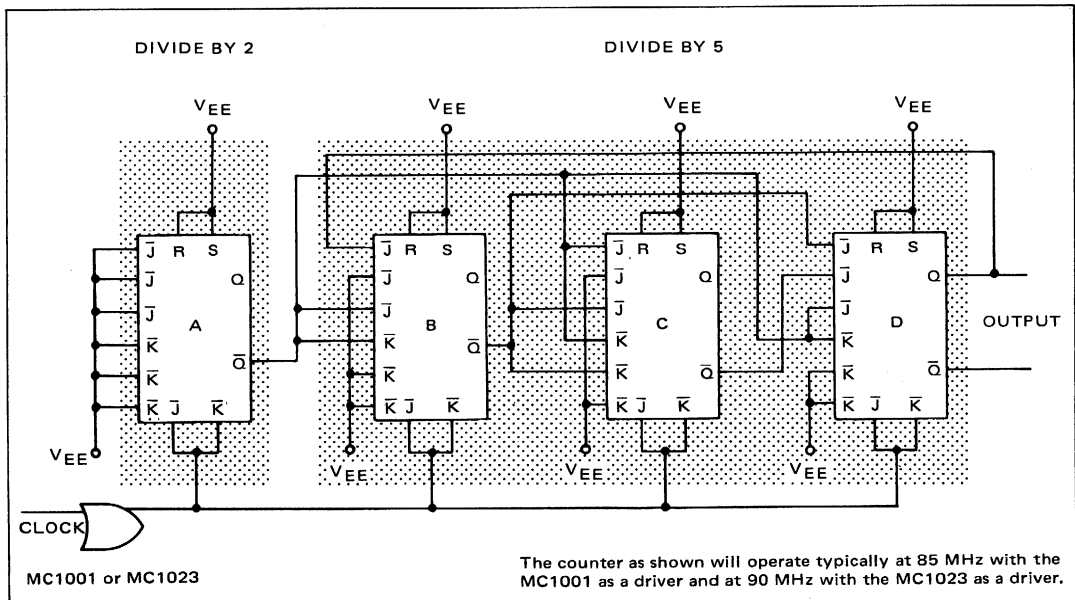 DIVIDE BY 2
DIVIDE BY 5
VEE
VEE
VEE
VEE
J̅ R S
J̅
J̅
K̅
K̅
K̅ J̅ K̅
Q
A
Q̅
VEE
J̅ R S
J̅
J̅
K̅
K̅
K̅ J̅ K̅
Q
B
Q̅
VEE
J̅ R S
J̅
J̅
K̅
K̅
K̅ J̅ K̅
Q
C
Q̅
VEE
J̅ R S
J̅
J̅
K̅
K̅
K̅ J̅ K̅
Q
D
Q̅
VEE
OUTPUT
CLOCK
MC1001 or MC1023
The counter as shown will operate typically at 85 MHz with the
MC1001 as a driver and at 90 MHz with the MC1023 as a driver.